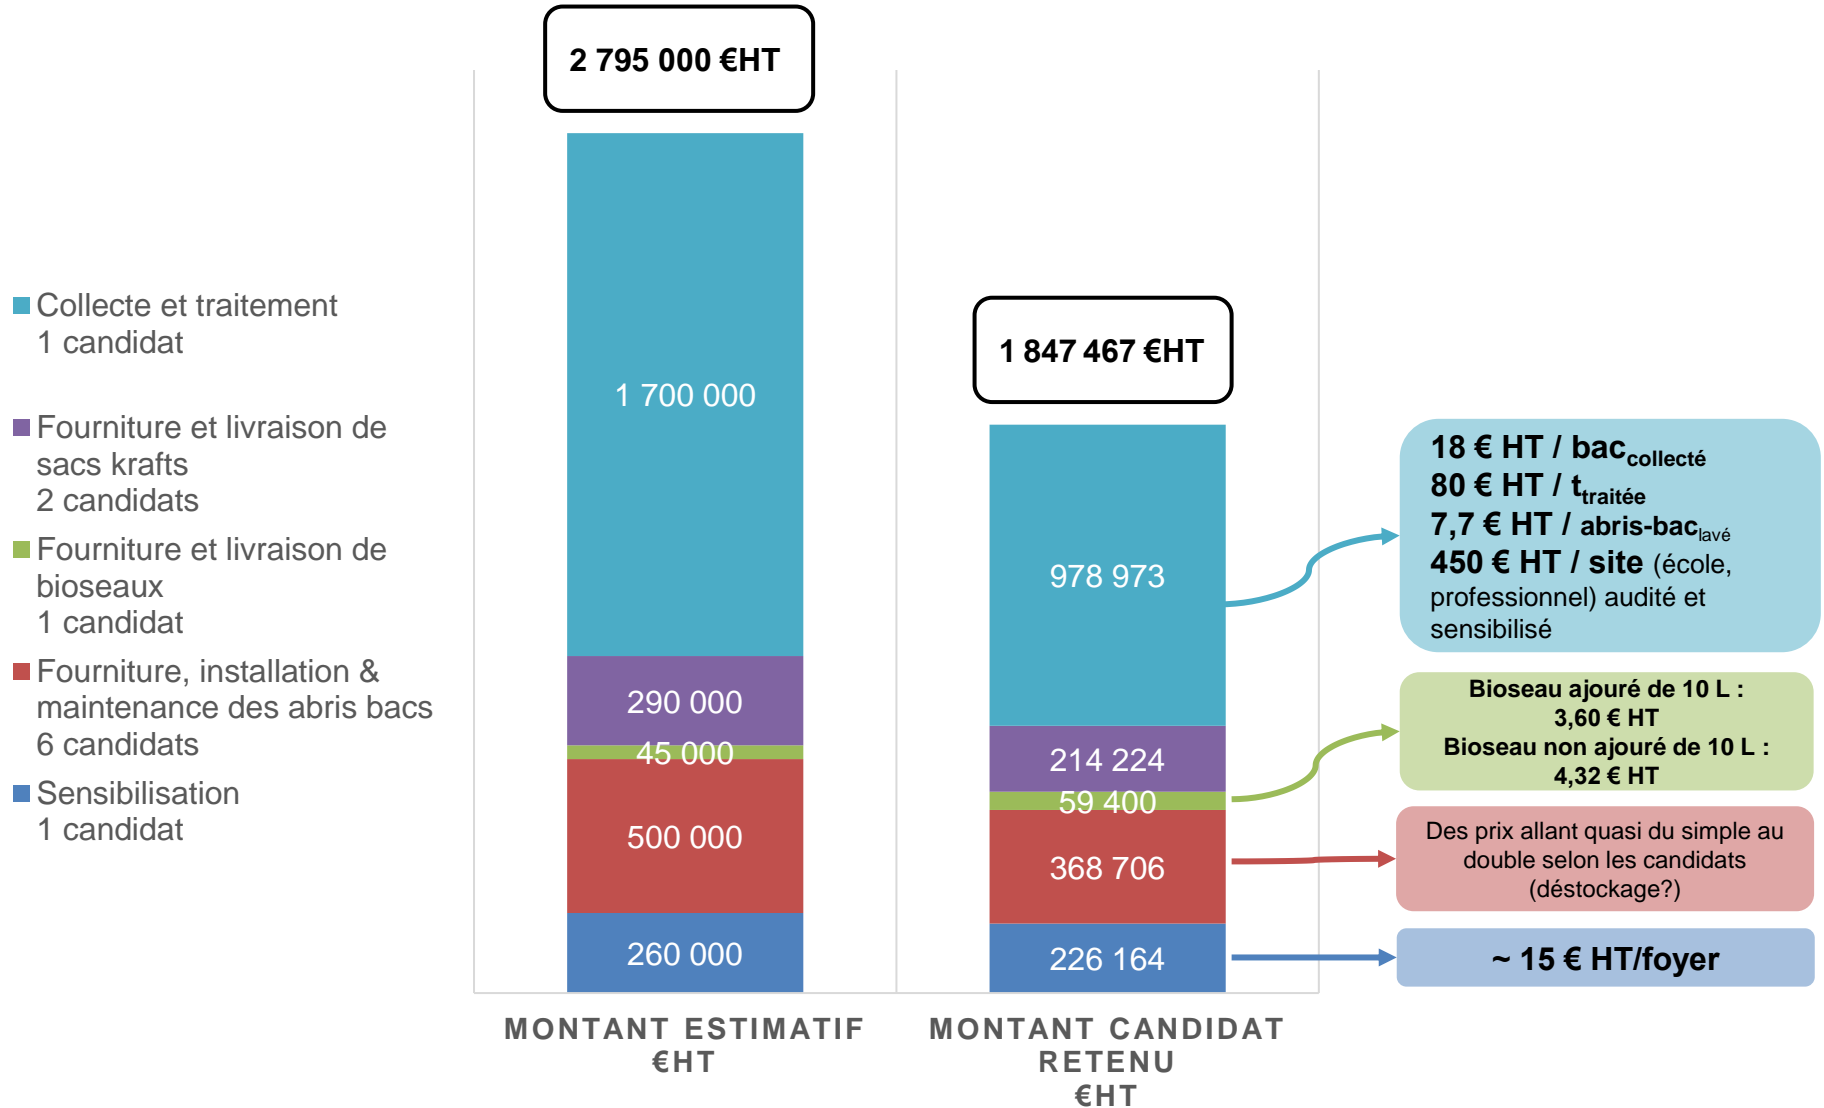 2 795 000 €HT
1 847 467 €HT
Collecte et traitement
1 candidat
Fourniture et livraison de
sacs krafts
2 candidats
Fourniture et livraison de
bioseaux
1 candidat
Fourniture, installation &
maintenance des abris bacs
6 candidats
Sensibilisation
1 candidat
1 700 000
290 000
45 000
500 000
260 000
978 973
214 224
59 400
368 706
226 164
18 € HT / bac collecté
80 € HT / t traitée
7,7 € HT / abris-bac lavé
450 € HT / site (école,
professionnel) audité et
sensibilisé
Bioseau ajouré de 10 L :
3,60 € HT
Bioseau non ajouré de 10 L :
4,32 € HT
Des prix allant quasi du simple au
double selon les candidats
(déstockage?)
~ 15 € HT/foyer
MONTANT ESTIMATIF
€HT
MONTANT CANDIDAT
RETENU
€HT